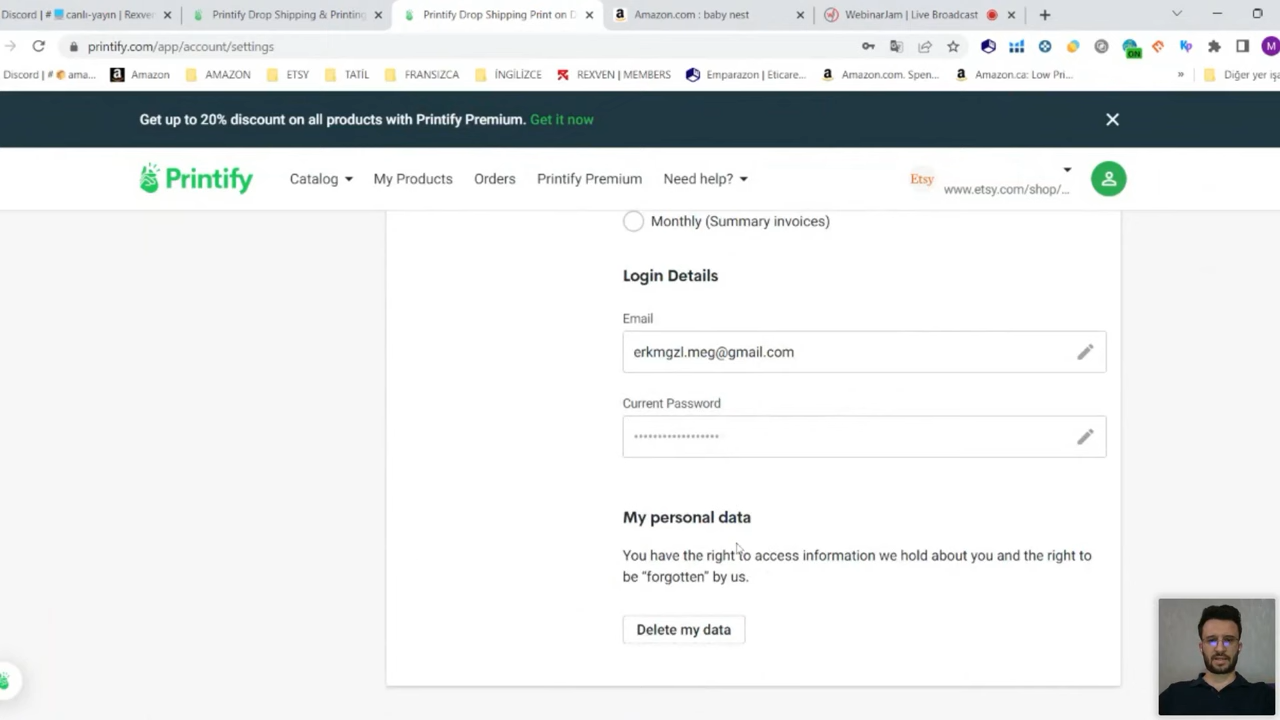 Discord | # canlı-yayın | Rexver
Printify Drop Shipping & Printing
Printify Drop Shipping Print on D
Amazon.com : baby nest
WebinarJam | Live Broadcast
printify.com/app/account/settings
ON
M
Discord | # ama...
Amazon
AMAZON
ETSY
TATİL
FRANSIZCA
İNGİLİZCE
REXVEN | MEMBERS
Emparazon | Eticare...
Amazon.com. Spen...
Amazon.ca: Low Pri...
»
Diğer yer işa
Get up to 20% discount on all products with Printify Premium. Get it now
Printify
Catalog
My Products
Orders
Printify Premium
Need help?
Etsy
www.etsy.com/shop/...
Monthly (Summary invoices)
Login Details
Email
erkmgzl.meg@gmail.com
Current Password
••••••••••••••••••
My personal data
You have the right to access information we hold about you and the right to
be “forgotten” by us.
Delete my data